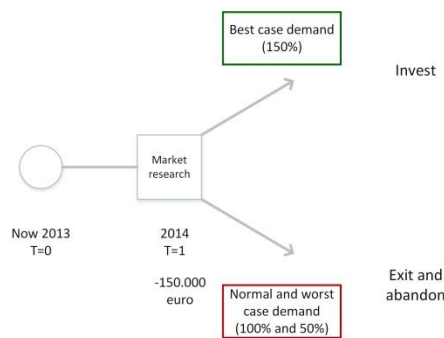 Best case demand
(150%)
Invest
Market
research
Now 2013
T=0
2014
T=1
-150.000
euro
Normal and worst
case demand
(100% and 50%)
Exit and
abandon